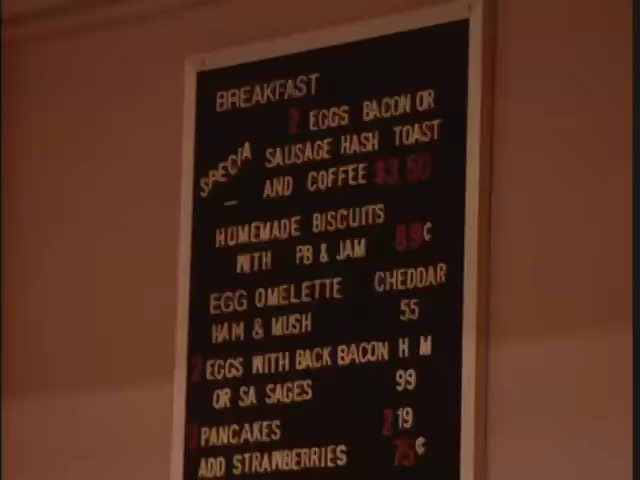 BREAKFAST
2 EGGS BACON OR
SPECIA SAUSAGE HASH TOAST
AND COFFEE $3.50
HOMEMADE BISCUITS
WITH PB & JAM 89¢
EGG OMELETTE CHEDDAR
HAM & MUSH 55
2 EGGS WITH BACK BACON H M
OR SA SAGES 99
PANCAKES 2 19
ADD STRAWBERRIES 75¢